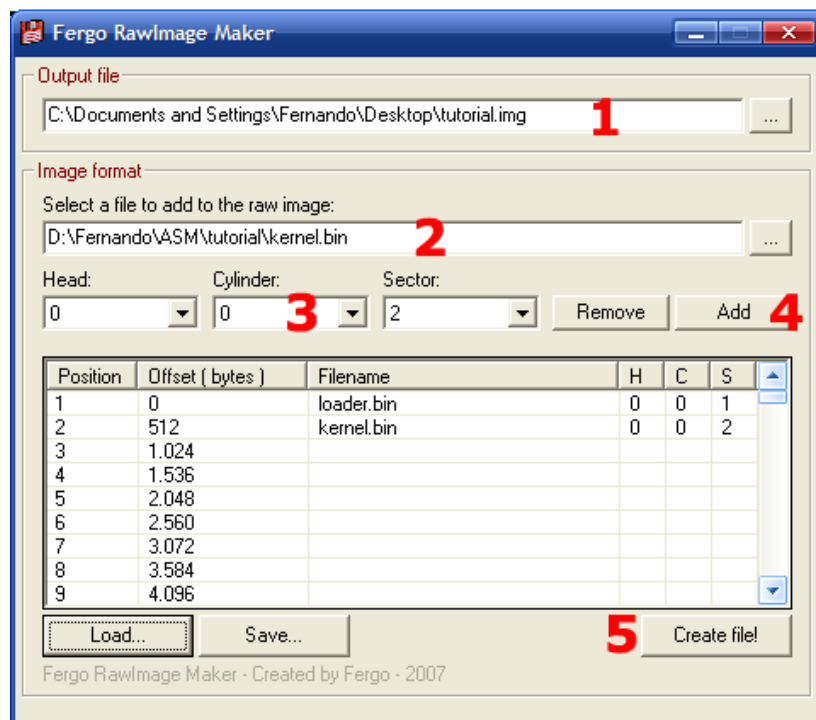 Fergo RawImage Maker
Output file
C:\Documents and Settings\Fernando\Desktop\tutorial.img 1 ...
Image format
Select a file to add to the raw image:
D:\Fernando\ASM\tutorial\kernel.bin 2 ...
Head: Cylinder: Sector:
0 0 3 2 Remove Add 4
Position Offset ( bytes ) Filename H C S
1 0 loader.bin 0 0 1
2 512 kernel.bin 0 0 2
3 1.024
4 1.536
5 2.048
6 2.560
7 3.072
8 3.584
9 4.096
Load... Save... 5 Create file!
Fergo RawImage Maker - Created by Fergo - 2007